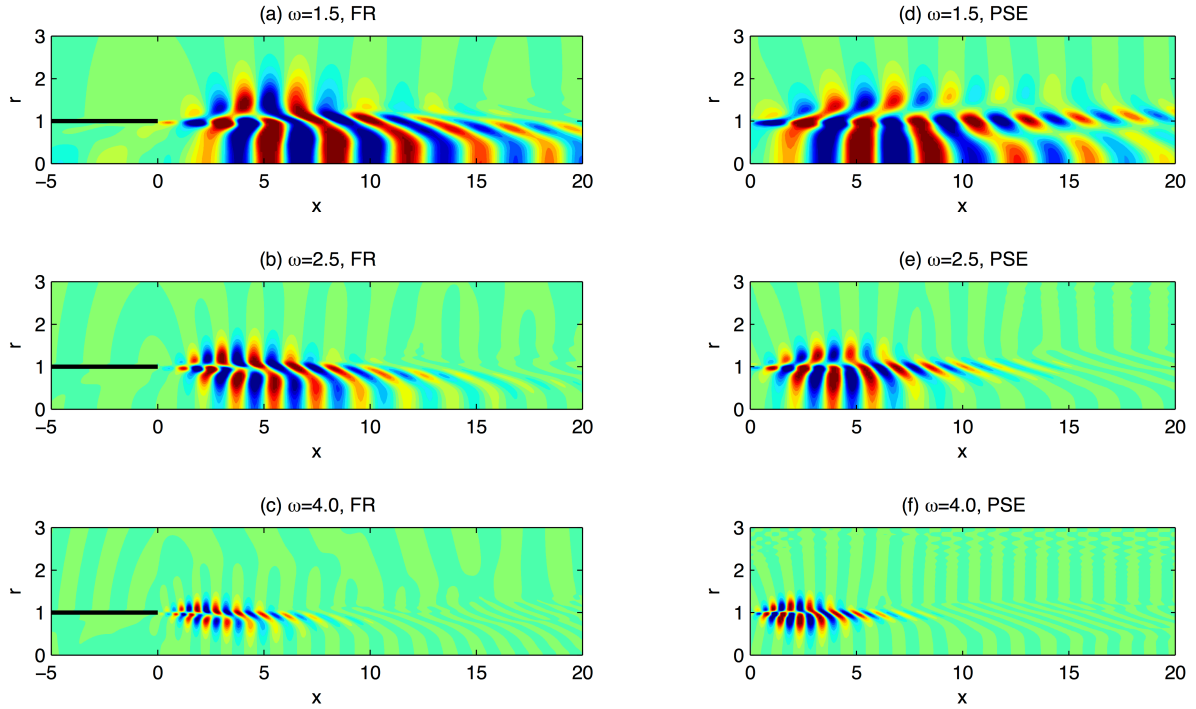 (a) ω=1.5, FR
3
2
1
0
r
−5 0 5 10 15 20
x
(d) ω=1.5, PSE
3
2
1
0
r
0 5 10 15 20
x
(b) ω=2.5, FR
3
2
1
0
r
−5 0 5 10 15 20
x
(e) ω=2.5, PSE
3
2
1
0
r
0 5 10 15 20
x
(c) ω=4.0, FR
3
2
1
0
r
−5 0 5 10 15 20
x
(f) ω=4.0, PSE
3
2
1
0
r
0 5 10 15 20
x